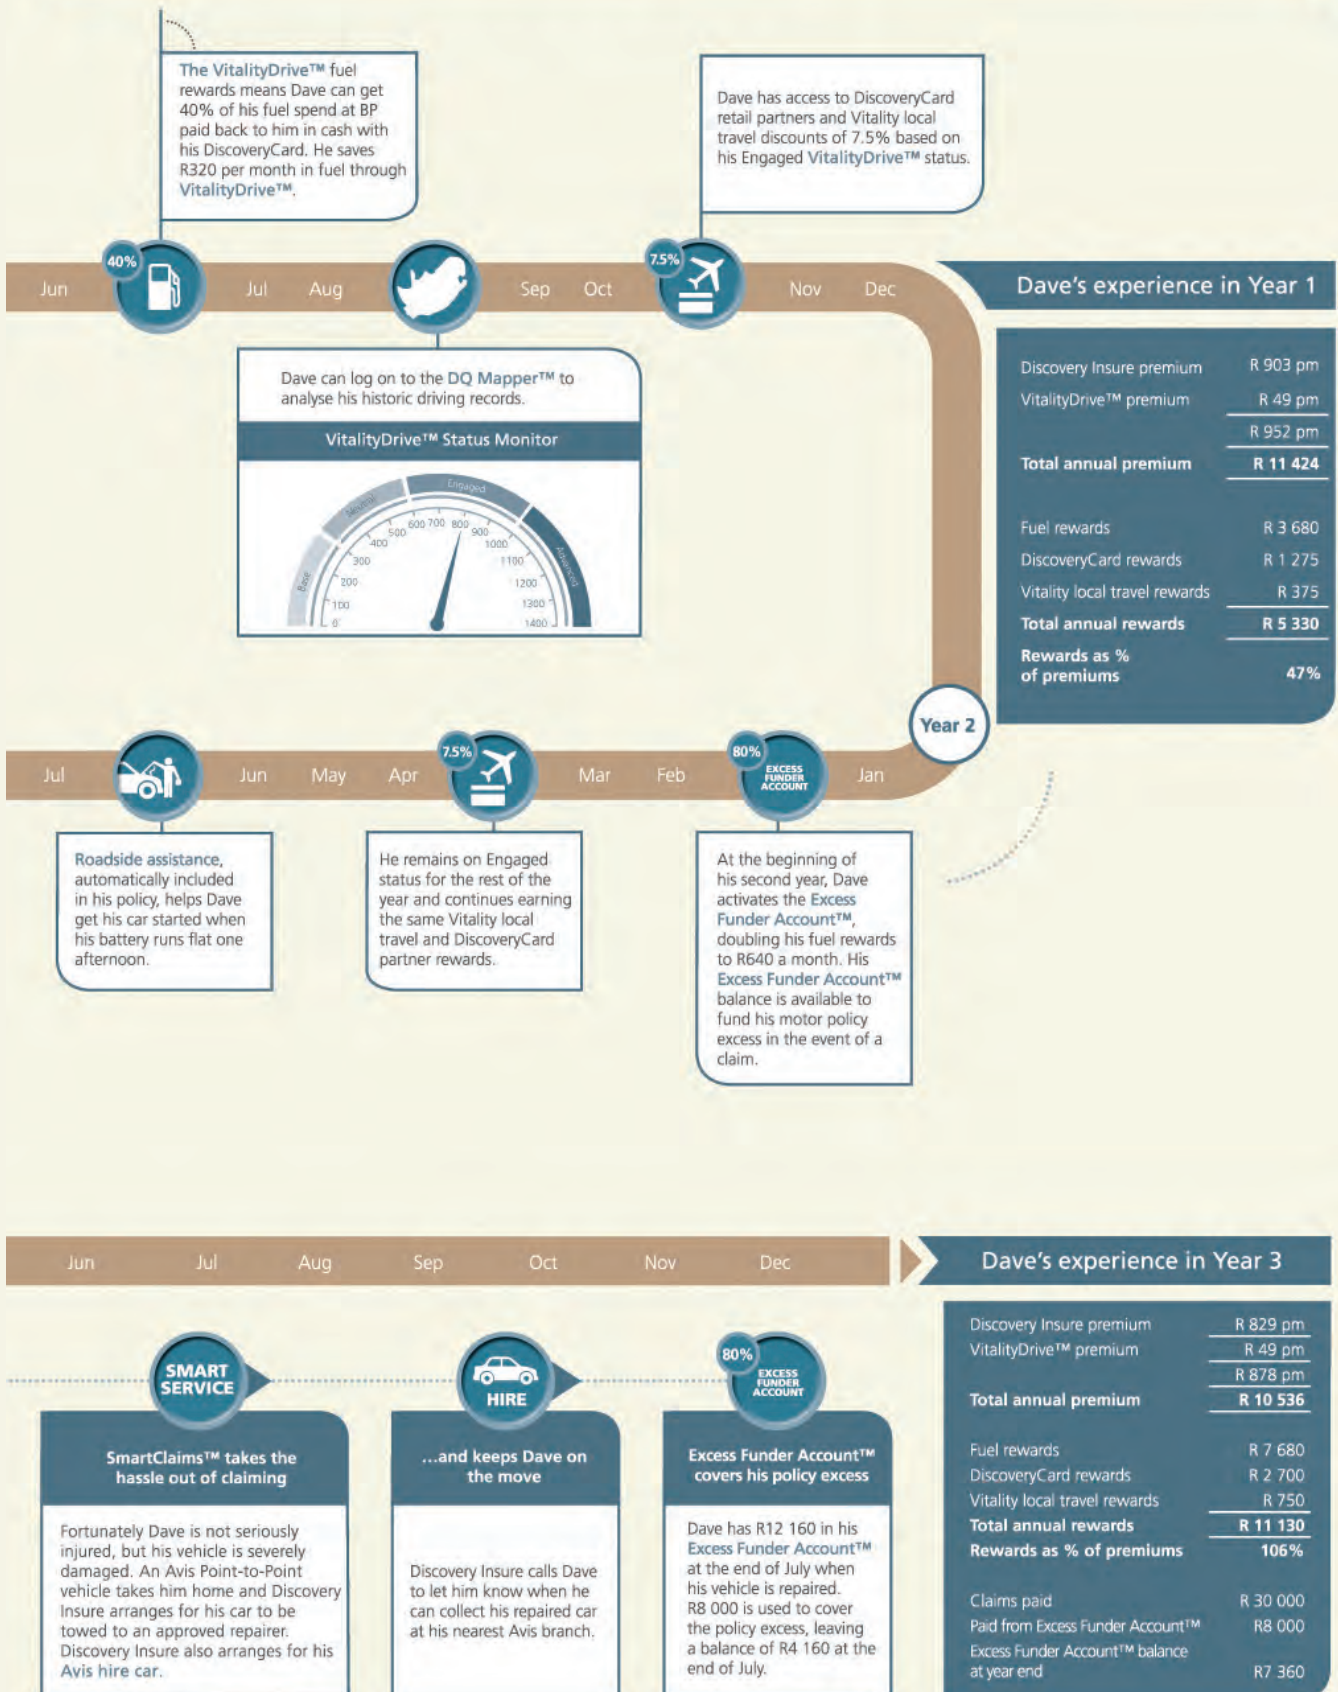 The VitalityDrive™ fuel
rewards means Dave can get
40% of his fuel spend at BP
paid back to him in cash with
his DiscoveryCard. He saves
R320 per month in fuel through
VitalityDrive™.
Dave has access to DiscoveryCard
retail partners and Vitality local
travel discounts of 7.5% based on
his Engaged VitalityDrive™ status.
Jun
40%
Jul
Aug
Sep
Oct
7.5%
Nov
Dec
Dave's experience in Year 1
Dave can log on to the DQ Mapper™ to
analyse his historic driving records.
VitalityDrive™ Status Monitor
Base
Neutral
Engaged
Advanced
0
100
200
300
400
500
600
700
800
900
1000
1100
1200
1300
1400
Discovery Insure premium R 903 pm
VitalityDrive™ premium R 49 pm
R 952 pm
Total annual premium R 11 424
Fuel rewards R 3 680
DiscoveryCard rewards R 1 275
Vitality local travel rewards R 375
Total annual rewards R 5 330
Rewards as %
of premiums 47%
Year 2
Jul
Jun
May
Apr
7.5%
Mar
Feb
80%
EXCESS
FUNDER
ACCOUNT
Jan
Roadside assistance,
automatically included
in his policy, helps Dave
get his car started when
his battery runs flat one
afternoon.
He remains on Engaged
status for the rest of the
year and continues earning
the same Vitality local
travel and DiscoveryCard
partner rewards.
At the beginning of
his second year, Dave
activates the Excess
Funder Account™,
doubling his fuel rewards
to R640 a month. His
Excess Funder Account™
balance is available to
fund his motor policy
excess in the event of a
claim.
Jun
Jul
Aug
Sep
Oct
Nov
Dec
Dave's experience in Year 3
SMART
SERVICE
HIRE
80%
EXCESS
FUNDER
ACCOUNT
SmartClaims™ takes the
hassle out of claiming
Fortunately Dave is not seriously
injured, but his vehicle is severely
damaged. An Avis Point-to-Point
vehicle takes him home and Discovery
Insure arranges for his car to be
towed to an approved repairer.
Discovery Insure also arranges for his
Avis hire car.
...and keeps Dave on
the move
Discovery Insure calls Dave
to let him know when he
can collect his repaired car
at his nearest Avis branch.
Excess Funder Account™
covers his policy excess
Dave has R12 160 in his
Excess Funder Account™
at the end of July when
his vehicle is repaired.
R8 000 is used to cover
the policy excess, leaving
a balance of R4 160 at the
end of July.
Discovery Insure premium R 829 pm
VitalityDrive™ premium R 49 pm
R 878 pm
Total annual premium R 10 536
Fuel rewards R 7 680
DiscoveryCard rewards R 2 700
Vitality local travel rewards R 750
Total annual rewards R 11 130
Rewards as % of premiums 106%
Claims paid R 30 000
Paid from Excess Funder Account™ R8 000
Excess Funder Account™ balance
at year end R7 360